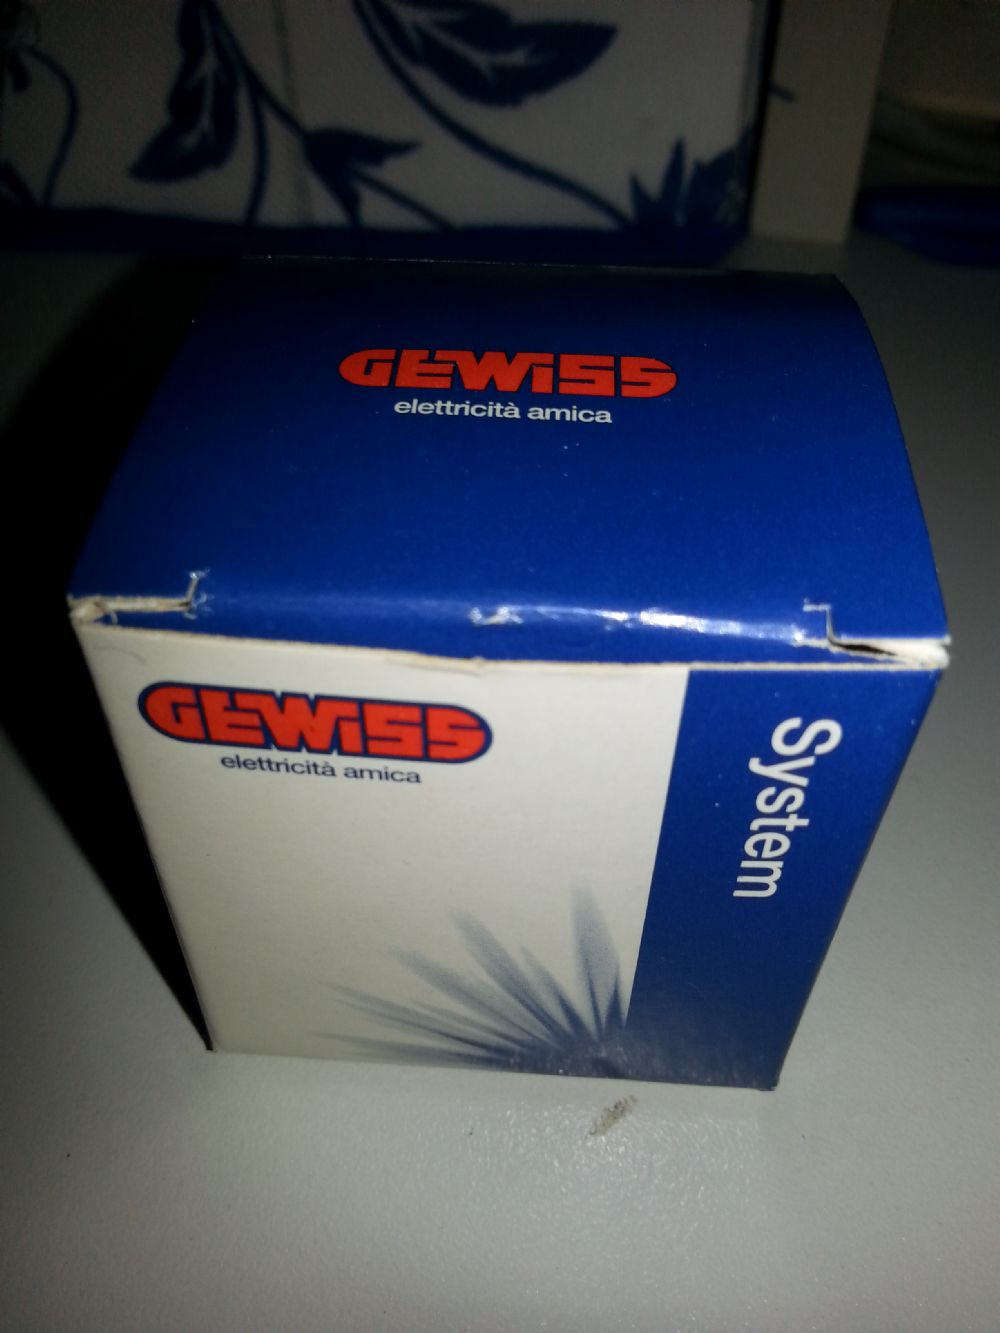 GEWISS
elettricità amica
GEWISS
elettricità amica
System